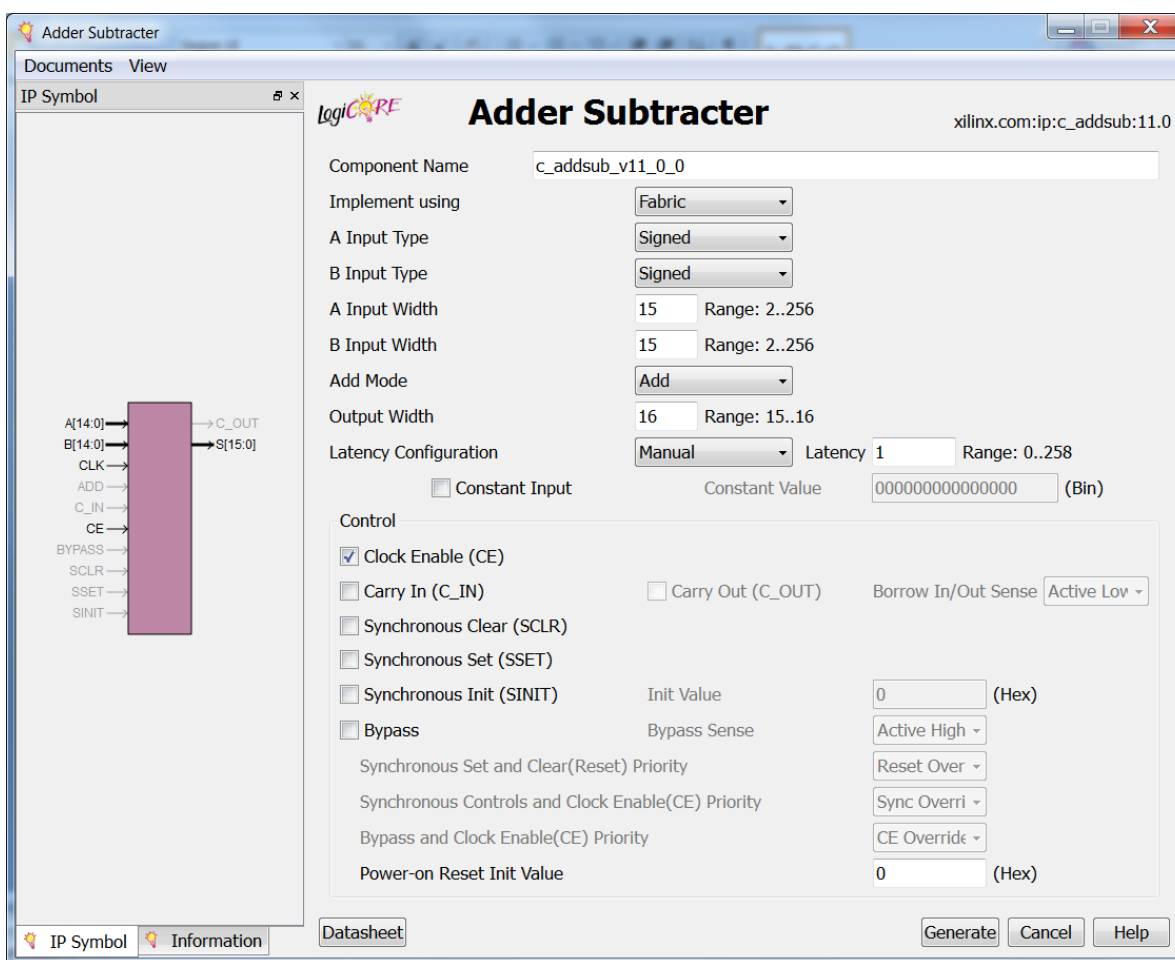 Adder Subtracter
Documents View
IP Symbol
LogiCORE
Adder Subtracter
xilinx.com:ip:c_addsub:11.0
Component Name c_addsub_v11_0_0
Implement using Fabric
A Input Type Signed
B Input Type Signed
A Input Width 15 Range: 2..256
B Input Width 15 Range: 2..256
Add Mode Add
Output Width 16 Range: 15..16
Latency Configuration Manual Latency 1 Range: 0..258
Constant Input Constant Value 000000000000000 (Bin)
Control
Clock Enable (CE)
Carry In (C_IN) Carry Out (C_OUT) Borrow In/Out Sense Active Low
Synchronous Clear (SCLR)
Synchronous Set (SSET)
Synchronous Init (SINIT) Init Value 0 (Hex)
Bypass Bypass Sense Active High
Synchronous Set and Clear(Reset) Priority Reset Over
Synchronous Controls and Clock Enable(CE) Priority Sync Overri
Bypass and Clock Enable(CE) Priority CE Override
Power-on Reset Init Value 0 (Hex)
A[14:0] C_OUT
B[14:0] S[15:0]
CLK
ADD
C_IN
CE
BYPASS
SCLR
SSET
SINIT
IP Symbol Information
Datasheet Generate Cancel Help